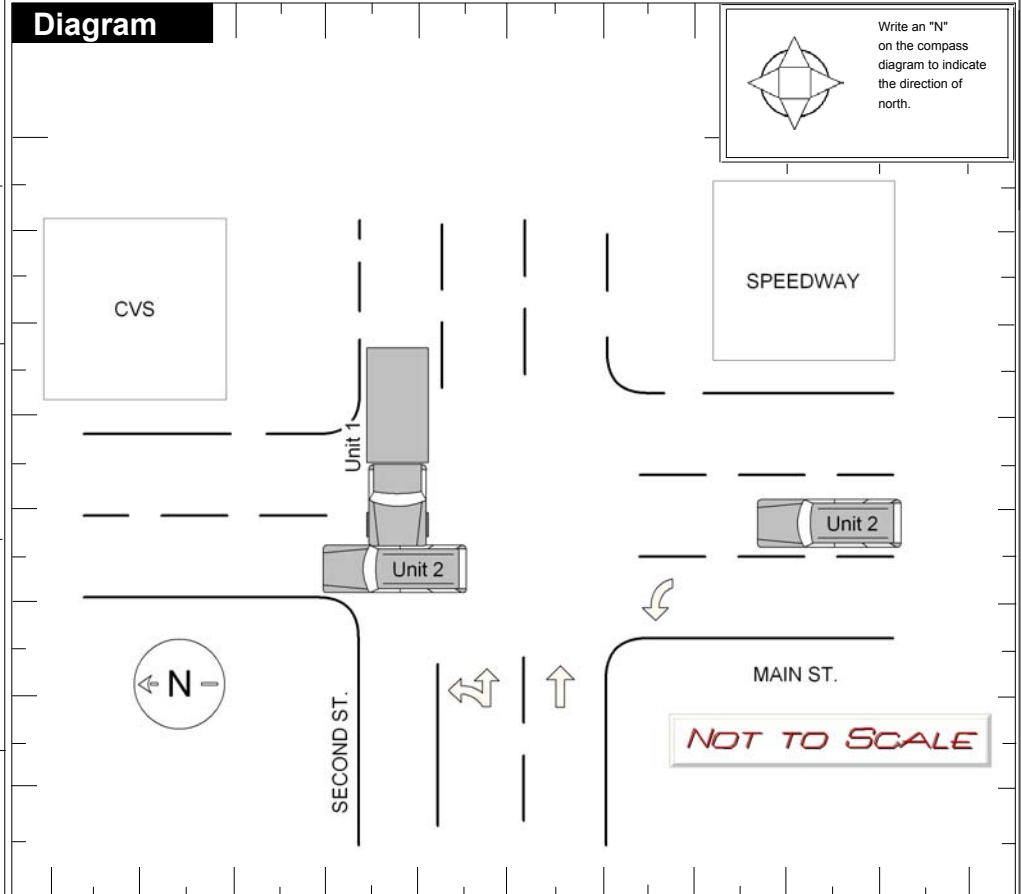 Diagram
Write an "N"
on the compass
diagram to indicate
the direction of
north.
CVS
SPEEDWAY
Unit 1
Unit 2
Unit 2
N
SECOND ST.
MAIN ST.
NOT TO SCALE